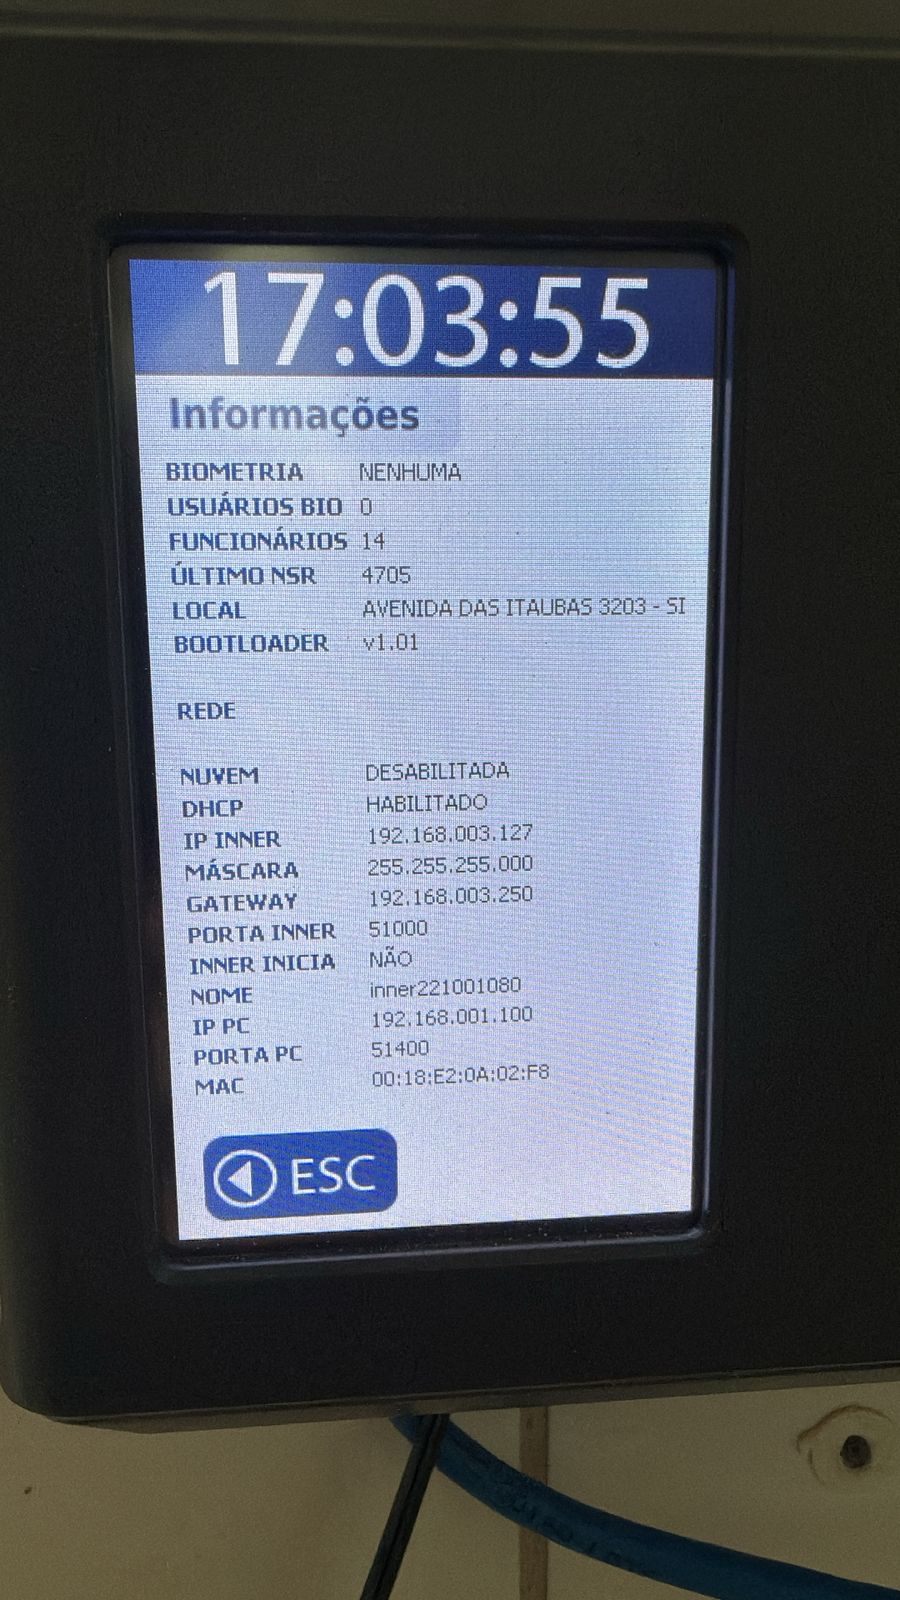 17:03:55
Informações
BIOMETRIA NENHUMA
USUÁRIOS BIO 0
FUNCIONÁRIOS 14
ÚLTIMO NSR 4705
LOCAL AVENIDA DAS ITAUBAS 3203 - SI
BOOTLOADER v1.01
REDE
NUVEM DESABILITADA
DHCP HABILITADO
IP INNER 192.168.003.127
MÁSCARA 255.255.255.000
GATEWAY 192.168.003.250
PORTA INNER 51000
INNER INICIA NÃO
NOME inner221001080
IP PC 192.168.001.100
PORTA PC 51400
MAC 00:18:E2:0A:02:F8
ESC